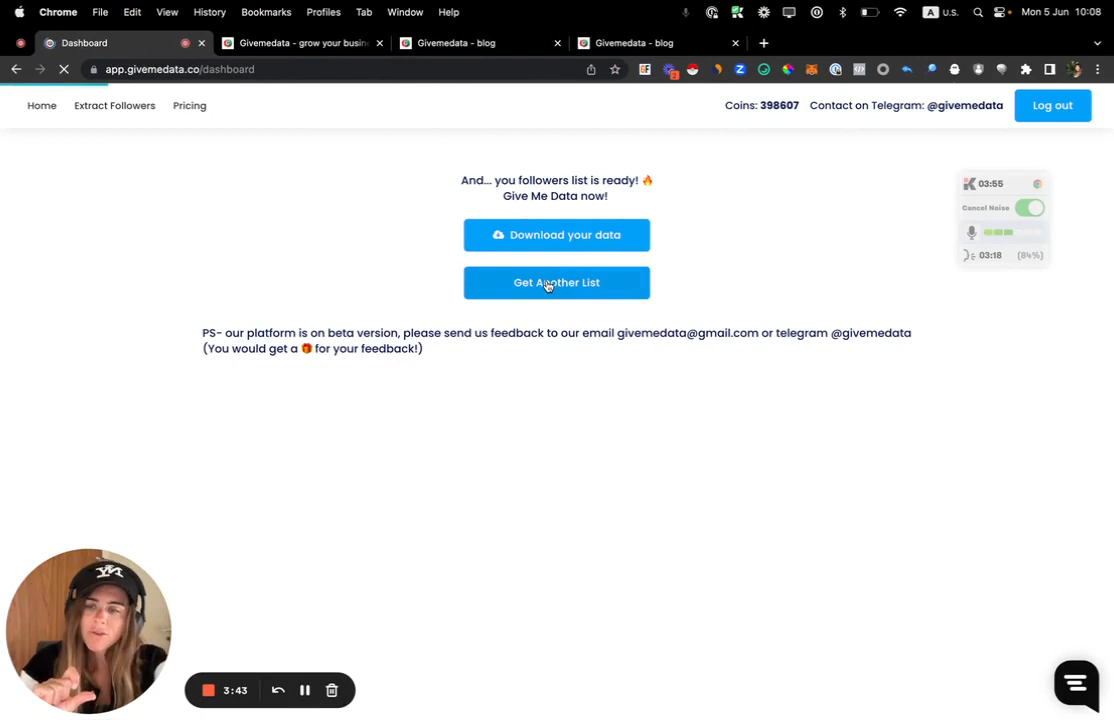 Chrome File Edit View History Bookmarks Profiles Tab Window Help
A U.S. Mon 5 Jun 10:08
Dashboard
Givemedata - grow your busin
Givemedata - blog
Givemedata - blog
app.givemedata.co/dashboard
2
Home Extract Followers Pricing
Coins: 398607 Contact on Telegram: @givemedata Log out
And... you followers list is ready! 🔥
Give Me Data now!
Download your data
Get Another List
PS- our platform is on beta version, please send us feedback to our email givemedata@gmail.com or telegram @givemedata
(You would get a 🎁 for your feedback!)
03:55
Cancel Noise
03:18 (84%)
3:43